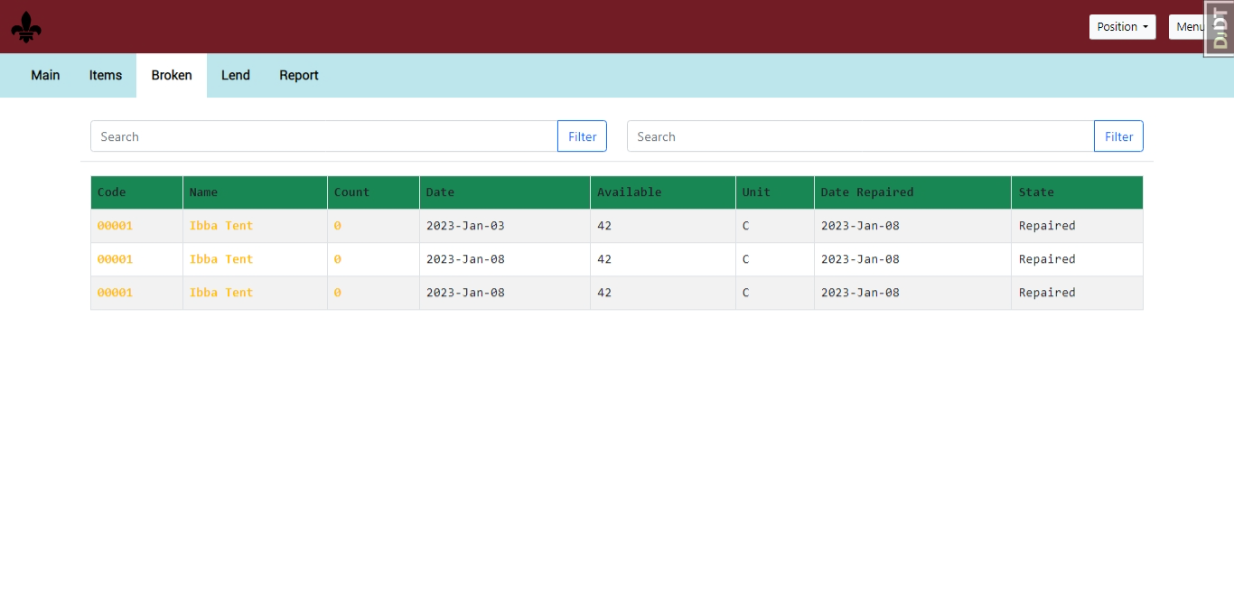 Position Menu
DjDT
Main Items Broken Lend Report
Search Filter Search Filter
Code Name Count Date Available Unit Date Repaired State
00001 Ibba Tent 0 2023-Jan-03 42 C 2023-Jan-08 Repaired
00001 Ibba Tent 0 2023-Jan-08 42 C 2023-Jan-08 Repaired
00001 Ibba Tent 0 2023-Jan-08 42 C 2023-Jan-08 Repaired